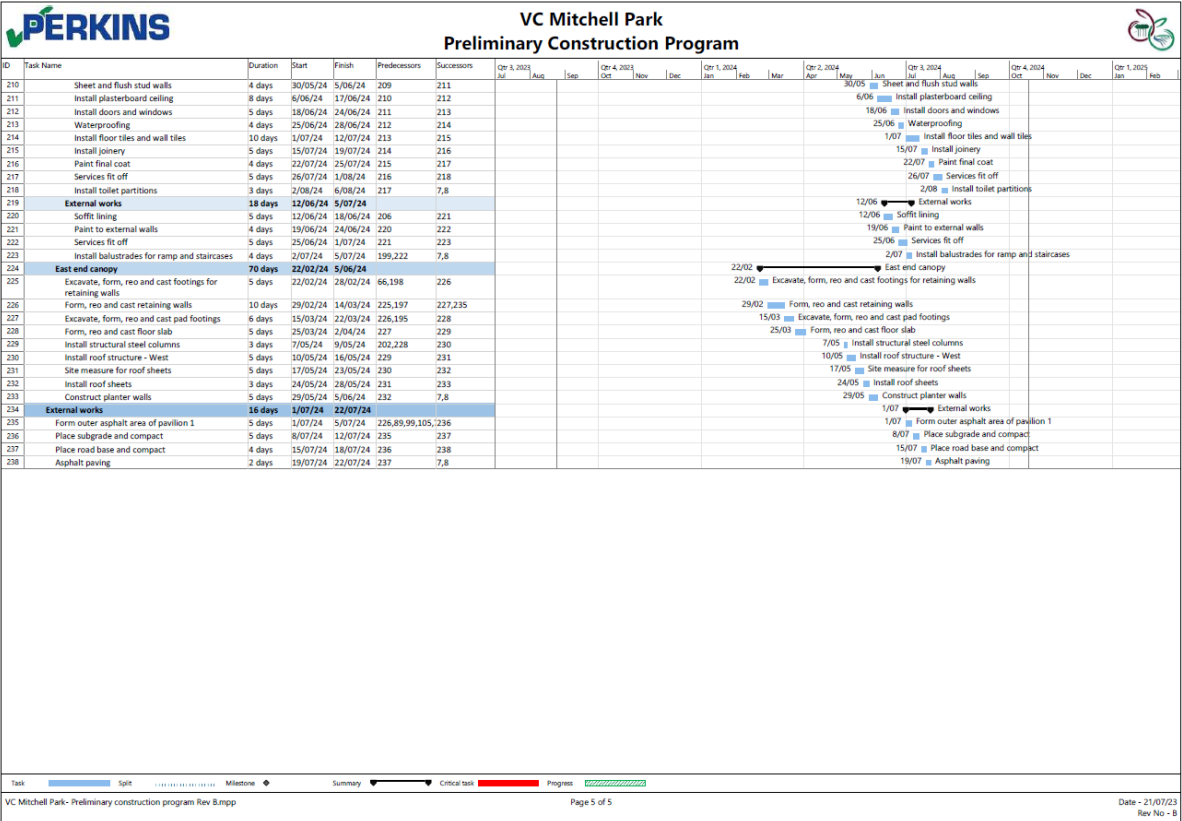 PERKINS
VC Mitchell Park
Preliminary Construction Program
ID Task Name Duration Start Finish Predecessors Successors
Qtr 3, 2023 Qtr 4, 2023 Qtr 1, 2024 Qtr 2, 2024 Qtr 3, 2024 Qtr 4, 2024 Qtr 1, 2025
Jul Aug Sep Oct Nov Dec Jan Feb Mar Apr May Jun Jul Aug Sep Oct Nov Dec Jan Feb
210 Sheet and flush stud walls 4 days 30/05/24 5/06/24 209 211 30/05 Sheet and flush stud walls
211 Install plasterboard ceiling 8 days 6/06/24 17/06/24 210 212 6/06 Install plasterboard ceiling
212 Install doors and windows 5 days 18/06/24 24/06/24 211 213 18/06 Install doors and windows
213 Waterproofing 4 days 25/06/24 28/06/24 212 214 25/06 Waterproofing
214 Install floor tiles and wall tiles 10 days 1/07/24 12/07/24 213 215 1/07 Install floor tiles and wall tiles
215 Install joinery 5 days 15/07/24 19/07/24 214 216 15/07 Install joinery
216 Paint final coat 4 days 22/07/24 25/07/24 215 217 22/07 Paint final coat
217 Services fit off 5 days 26/07/24 1/08/24 216 218 26/07 Services fit off
218 Install toilet partitions 3 days 2/08/24 6/08/24 217 7,8 2/08 Install toilet partitions
219 External works 18 days 12/06/24 5/07/24 12/06 External works
220 Soffit lining 5 days 12/06/24 18/06/24 206 221 12/06 Soffit lining
221 Paint to external walls 4 days 19/06/24 24/06/24 220 222 19/06 Paint to external walls
222 Services fit off 5 days 25/06/24 1/07/24 221 223 25/06 Services fit off
223 Install balustrades for ramp and staircases 4 days 2/07/24 5/07/24 199,222 7,8 2/07 Install balustrades for ramp and staircases
224 East end canopy 70 days 22/02/24 5/06/24 22/02 East end canopy
225 Excavate, form, reo and cast footings for 5 days 22/02/24 28/02/24 66,198 226 22/02 Excavate, form, reo and cast footings for retaining walls
retaining walls
226 Form, reo and cast retaining walls 10 days 29/02/24 14/03/24 225,197 227,235 29/02 Form, reo and cast retaining walls
227 Excavate, form, reo and cast pad footings 6 days 15/03/24 22/03/24 226,195 228 15/03 Excavate, form, reo and cast pad footings
228 Form, reo and cast floor slab 5 days 25/03/24 2/04/24 227 229 25/03 Form, reo and cast floor slab
229 Install structural steel columns 3 days 7/05/24 9/05/24 202,228 230 7/05 Install structural steel columns
230 Install roof structure - West 5 days 10/05/24 16/05/24 229 231 10/05 Install roof structure - West
231 Site measure for roof sheets 5 days 17/05/24 23/05/24 230 232 17/05 Site measure for roof sheets
232 Install roof sheets 3 days 24/05/24 28/05/24 231 233 24/05 Install roof sheets
233 Construct planter walls 5 days 29/05/24 5/06/24 232 7,8 29/05 Construct planter walls
234 External works 16 days 1/07/24 22/07/24 1/07 External works
235 Form outer asphalt area of pavilion 1 5 days 1/07/24 5/07/24 226,89,99,105, 236 1/07 Form outer asphalt area of pavilion 1
236 Place subgrade and compact 5 days 8/07/24 12/07/24 235 237 8/07 Place subgrade and compact
237 Place road base and compact 4 days 15/07/24 18/07/24 236 238 15/07 Place road base and compact
238 Asphalt paving 2 days 19/07/24 22/07/24 237 7,8 19/07 Asphalt paving
Task Split Milestone Summary Critical task Progress
VC Mitchell Park- Preliminary construction program Rev B.mpp Page 5 of 5 Date - 21/07/23
Rev No - B